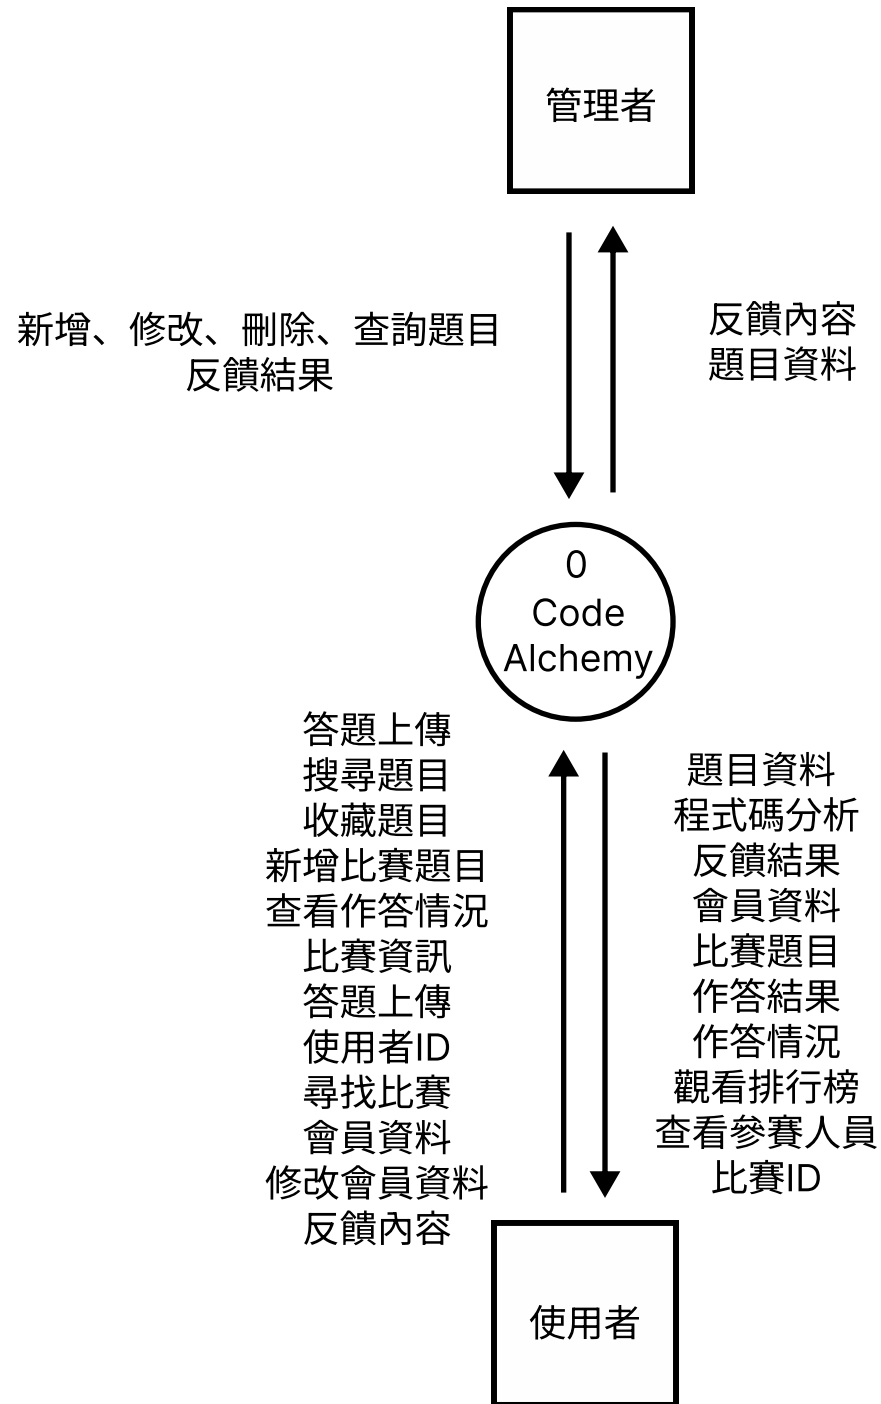 管理者
新增、修改、刪除、查詢題目
反饋結果
反饋內容
題目資料
0
Code
Alchemy
答題上傳
搜尋題目
收藏題目
新增比賽題目
查看作答情況
比賽資訊
答題上傳
使用者ID
尋找比賽
會員資料
修改會員資料
反饋內容
題目資料
程式碼分析
反饋結果
會員資料
比賽題目
作答結果
作答情況
觀看排行榜
查看參賽人員
比賽ID
使用者